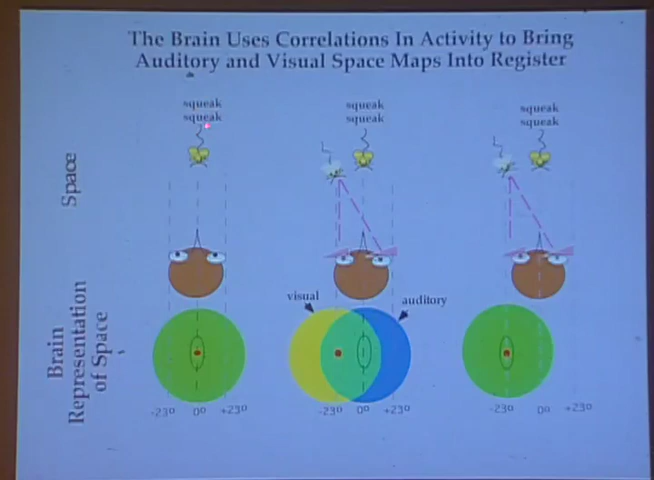 The Brain Uses Correlations In Activity to Bring
Auditory and Visual Space Maps Into Register
squeak
squeak
squeak
squeak
squeak
squeak
Space
visual
auditory
Brain
Representation
of Space
-23º 0º +23º
-23º 0º +23º
-23º 0º +23º